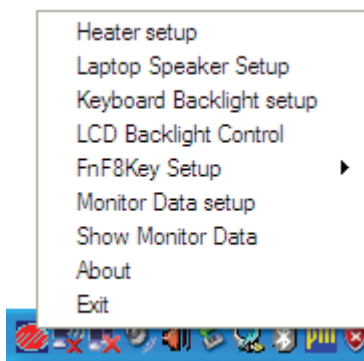 Heater setup
Laptop Speaker Setup
Keyboard Backlight setup
LCD Backlight Control
FnF8Key Setup
Monitor Data setup
Show Monitor Data
About
Exit
pm